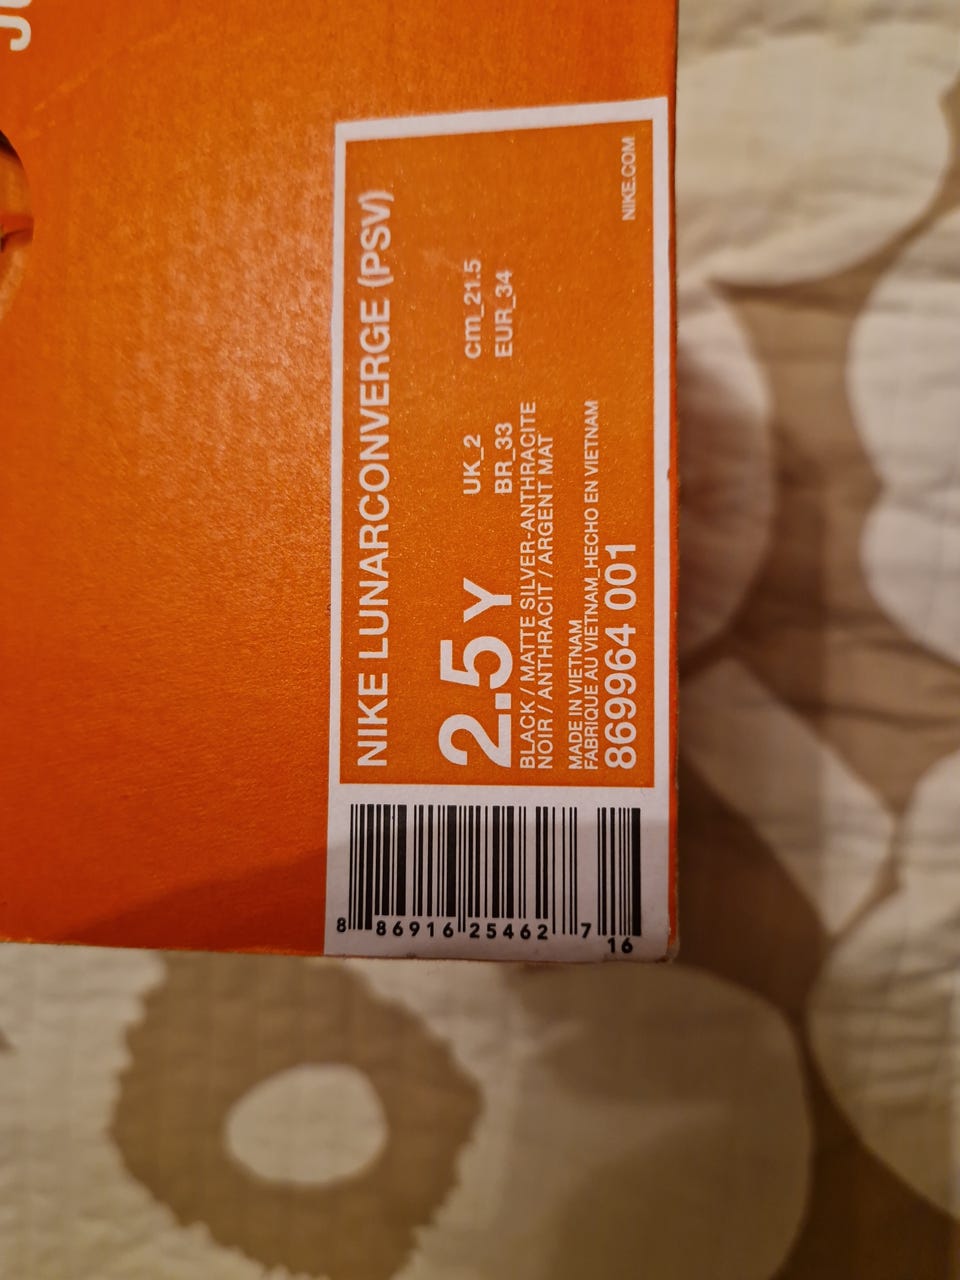 NIKE LUNARCONVERGE (PSV)
2.5Y
UK_2 cm_21.5
BR_33 EUR_34
BLACK / MATTE SILVER-ANTHRACITE
NOIR / ANTHRACIT / ARGENT MAT
MADE IN VIETNAM
FABRIQUE AU VIETNAM_HECHO EN VIETNAM
869964 001
NIKE.COM
8 86916 25462 7
16